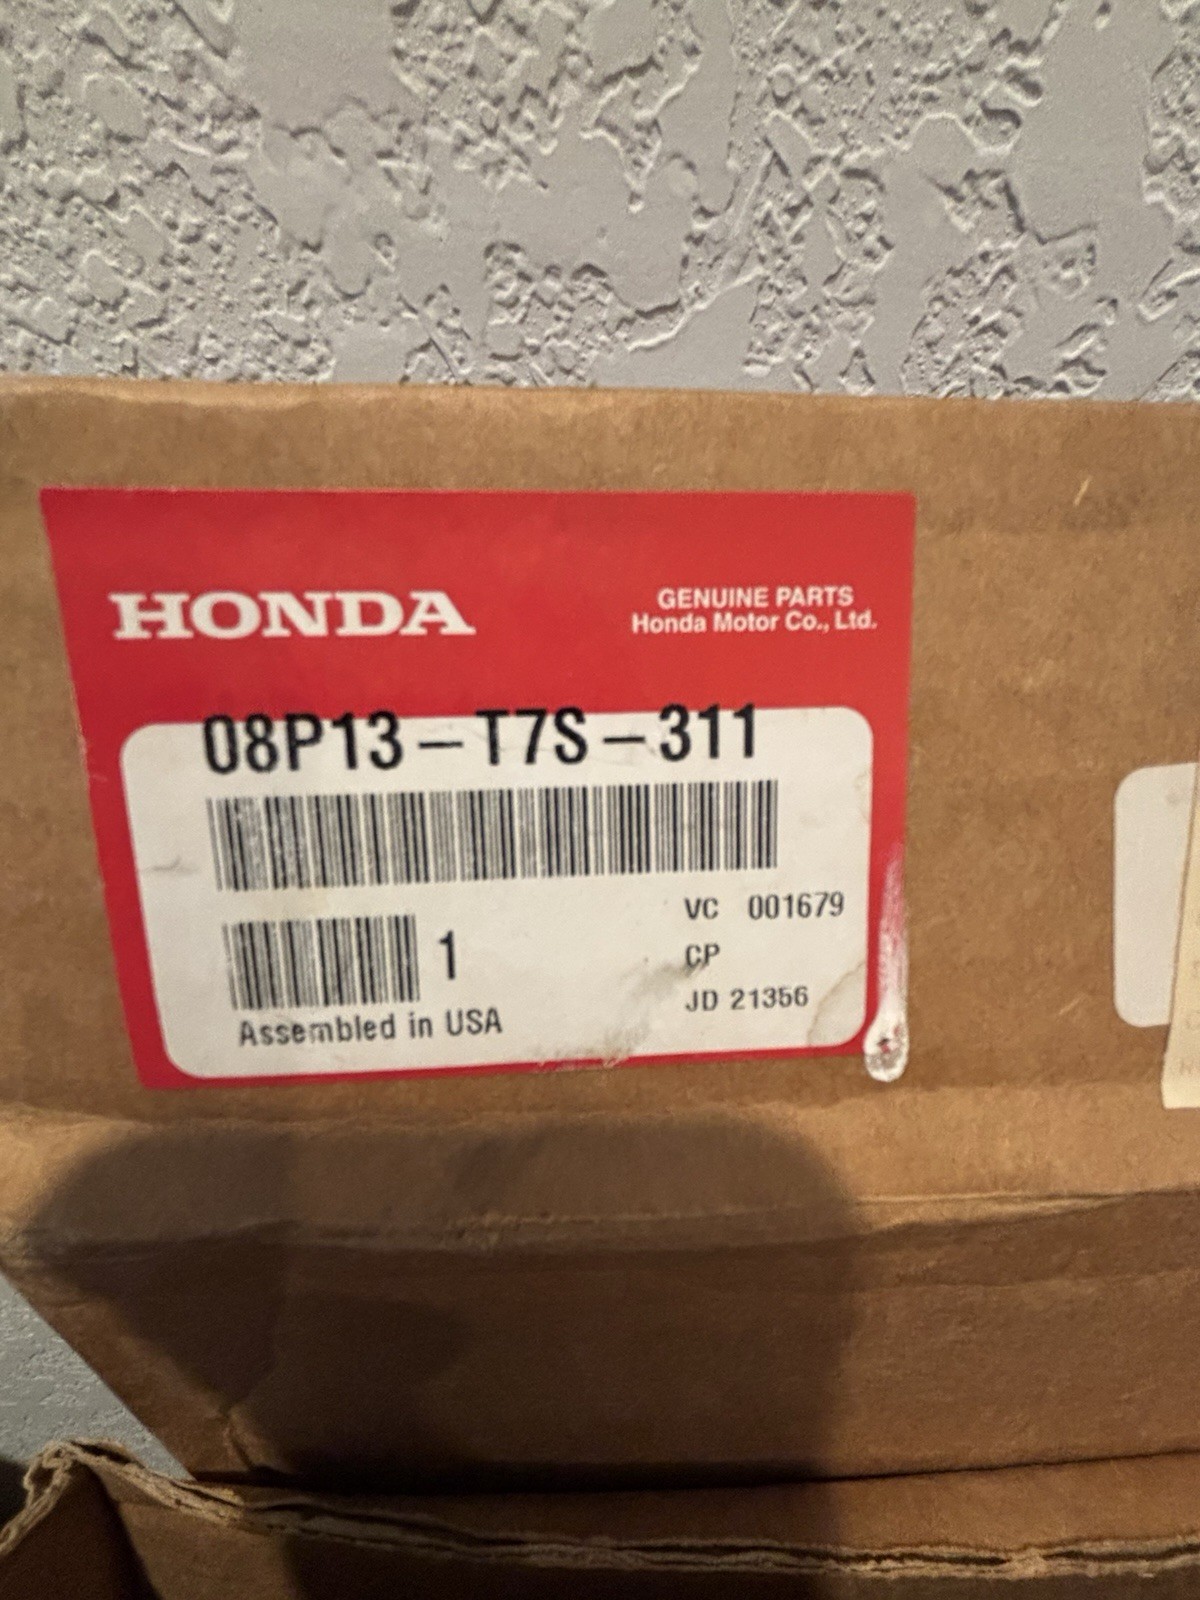 HONDA
GENUINE PARTS
Honda Motor Co., Ltd.
08P13-T7S-311
VC 001679
1
CP
JD 21356
Assembled in USA